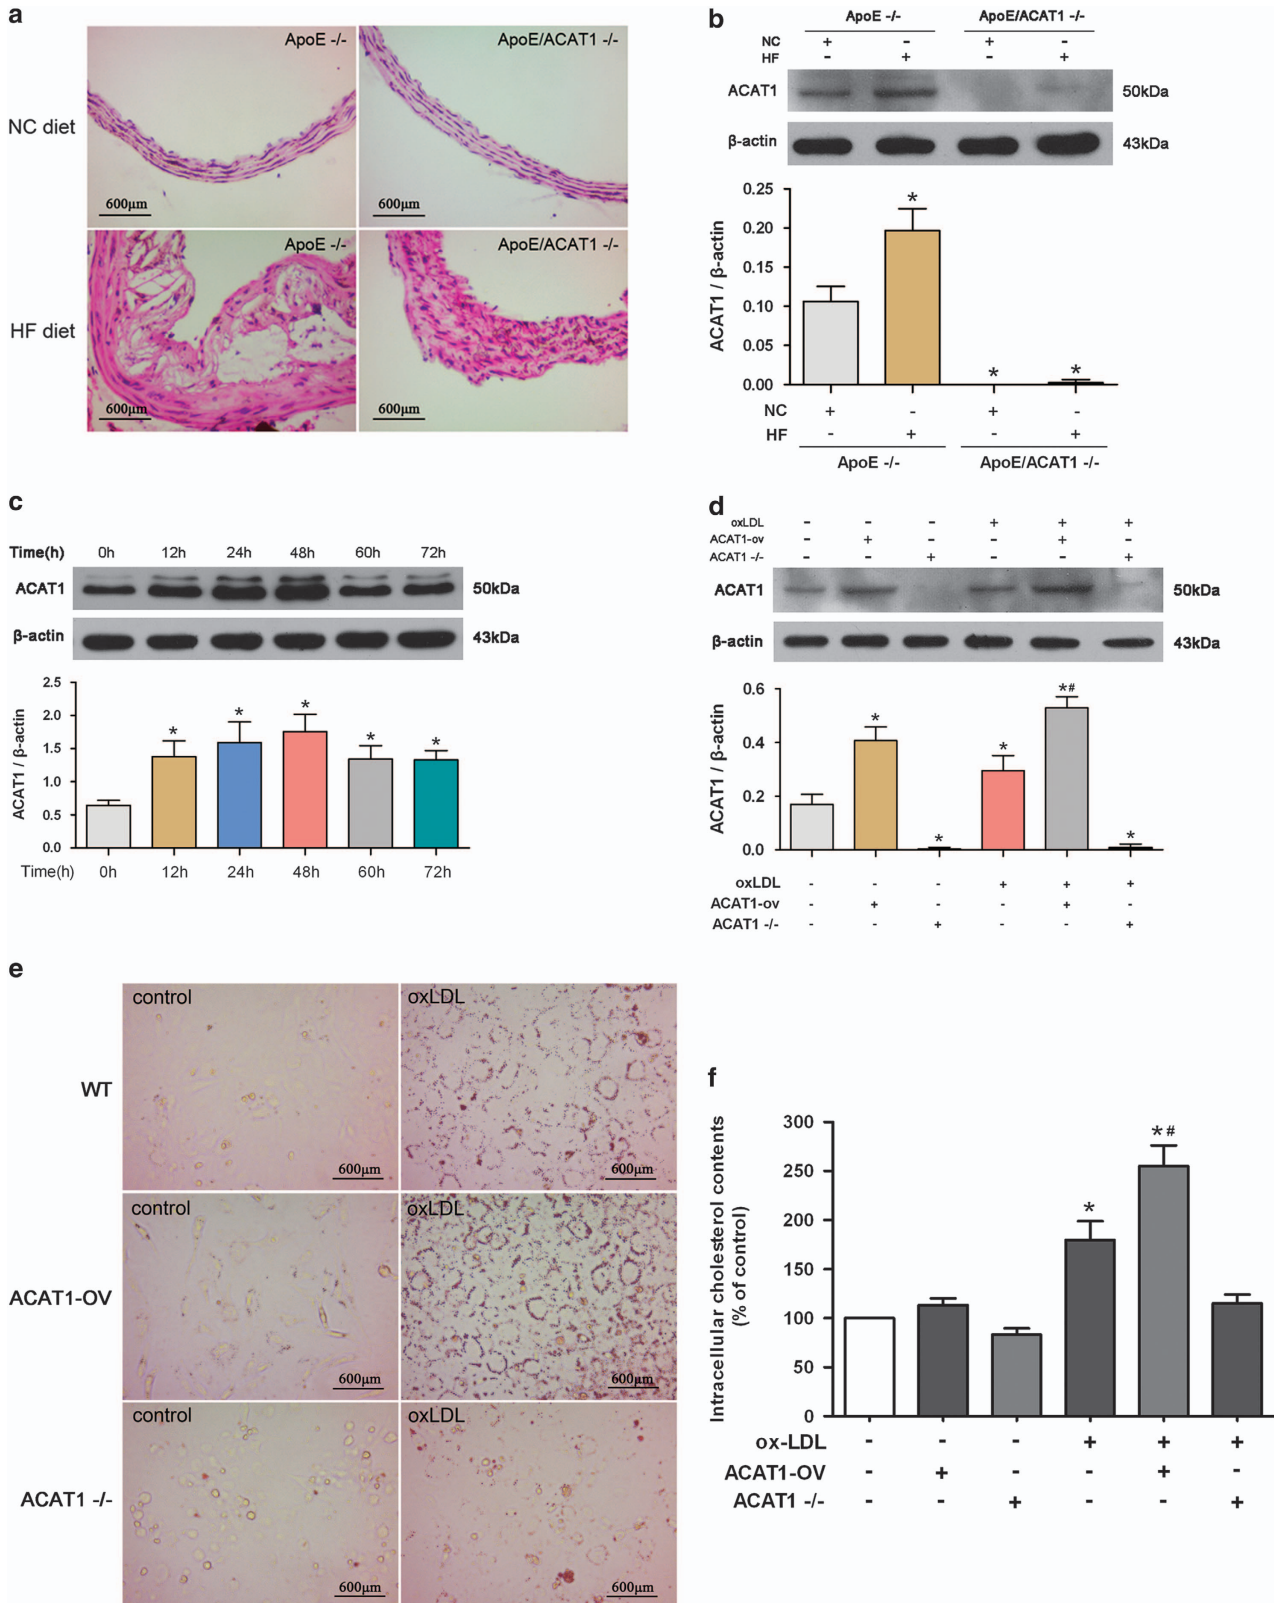 a
ApoE -/-
ApoE/ACAT1 -/-
NC diet
600μm
600μm
ApoE -/-
ApoE/ACAT1 -/-
HF diet
600μm
600μm
b
ApoE -/-
ApoE/ACAT1 -/-
NC + - + -
HF - + - +
ACAT1
50kDa
β-actin
43kDa
ACAT1 / β-actin
0.25
0.20
0.15
0.10
0.05
0.00
*
*
*
NC + - + -
HF - + - +
ApoE -/-
ApoE/ACAT1 -/-
c
Time(h) 0h 12h 24h 48h 60h 72h
ACAT1
50kDa
β-actin
43kDa
ACAT1 / β-actin
2.5
2.0
1.5
1.0
0.5
0.0
* * * * *
Time(h) 0h 12h 24h 48h 60h 72h
d
oxLDL - - - + + +
ACAT1-ov - + - - + -
ACAT1 -/- - - + - - +
ACAT1
50kDa
β-actin
43kDa
ACAT1 / β-actin
0.6
0.4
0.2
0.0
* * * *# *
oxLDL - - - + + +
ACAT1-ov - + - - + -
ACAT1 -/- - - + - - +
e
control
oxLDL
WT
600μm
600μm
control
oxLDL
ACAT1-OV
600μm
600μm
control
oxLDL
ACAT1 -/-
600μm
600μm
f
Intracellular cholesterol contents
(% of control)
300
250
200
150
100
50
0
*
*#
ox-LDL - - - + + +
ACAT1-OV - + - - + -
ACAT1 -/- - - + - - +